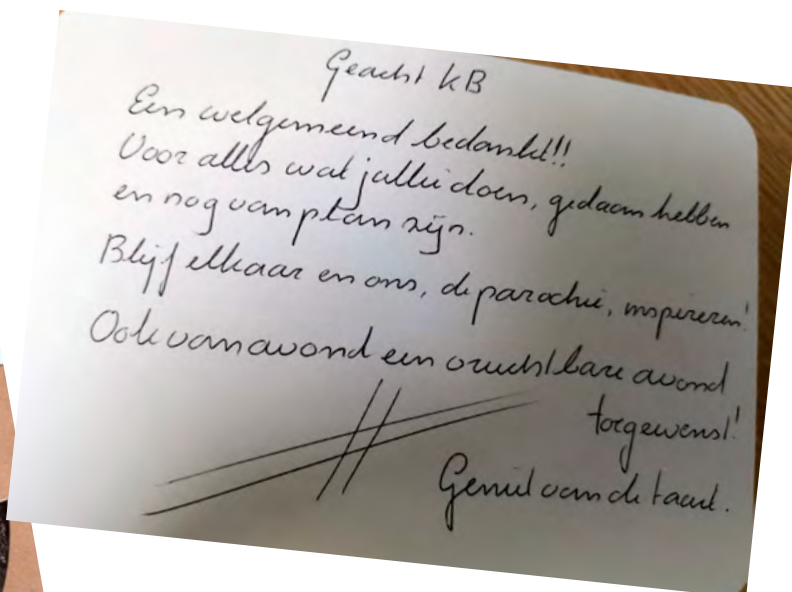 Geacht KB
Een welgemeend bedankt!!
Voor alles wat jullie doen, gedaan hebben
en nog van plan zijn.
Blijf elkaar en ons, de parochie, inspireren!
Ook vanavond een vruchtbare avond
toegewenst!
Geniet van de taart.